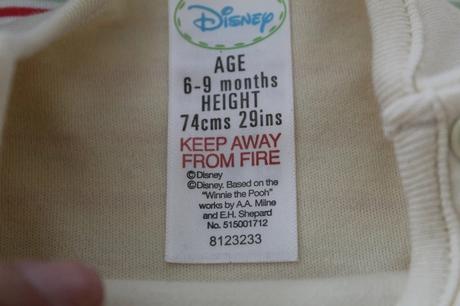 Disney
AGE
6-9 months
HEIGHT
74cms 29ins
KEEP AWAY
FROM FIRE
©Disney
©Disney. Based on the
"Winnie the Pooh"
works by A.A. Milne
and E.H. Shepard
No. 515001712
8123233